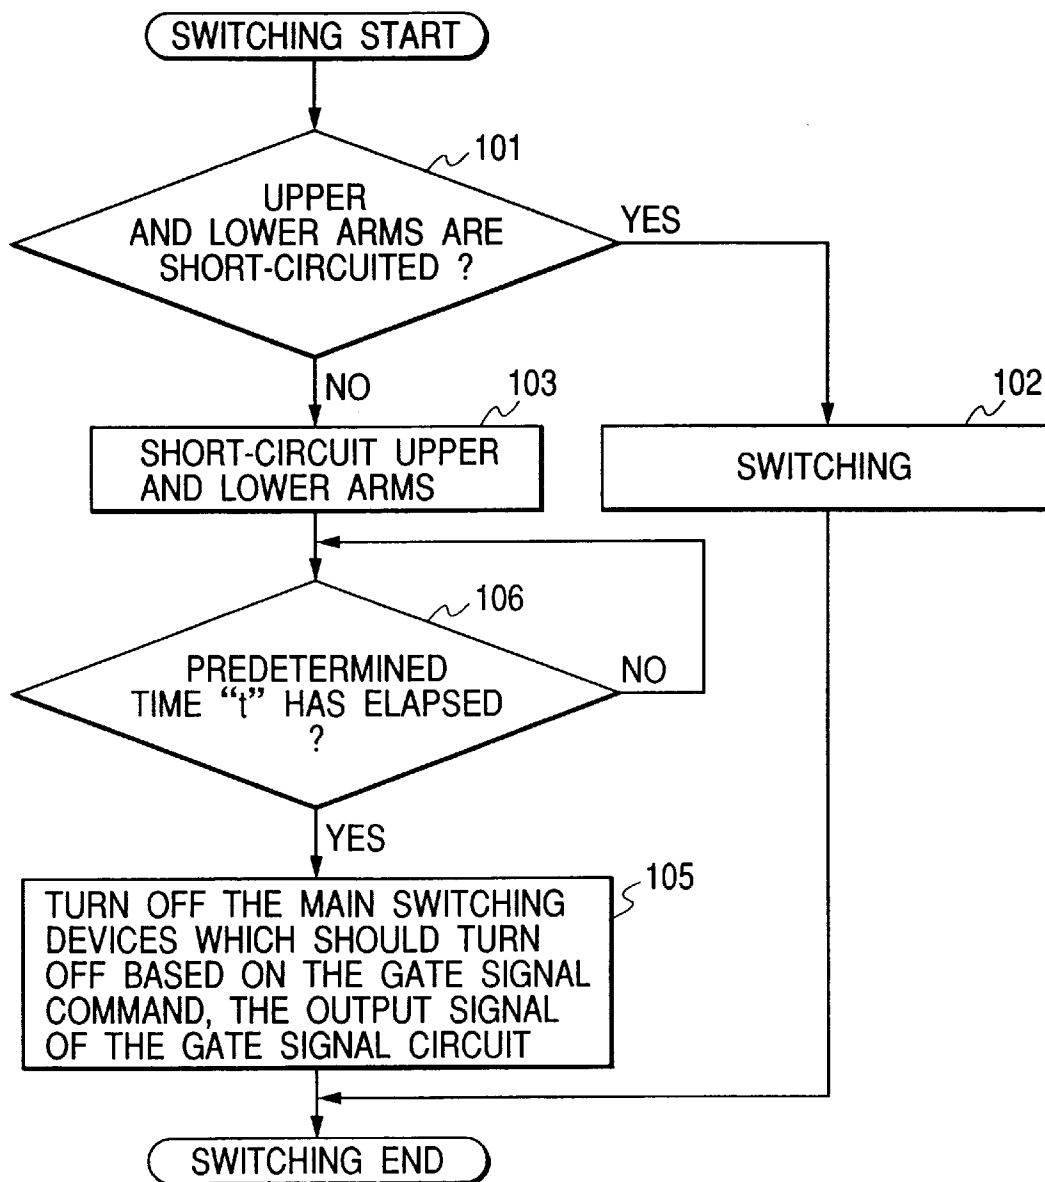 SWITCHING START
101
UPPER
AND LOWER ARMS ARE
SHORT-CIRCUITED ?
YES
NO
103
SHORT-CIRCUIT UPPER
AND LOWER ARMS
102
SWITCHING
106
PREDETERMINED
TIME “t” HAS ELAPSED
?
NO
YES
105
TURN OFF THE MAIN SWITCHING
DEVICES WHICH SHOULD TURN
OFF BASED ON THE GATE SIGNAL
COMMAND, THE OUTPUT SIGNAL
OF THE GATE SIGNAL CIRCUIT
SWITCHING END